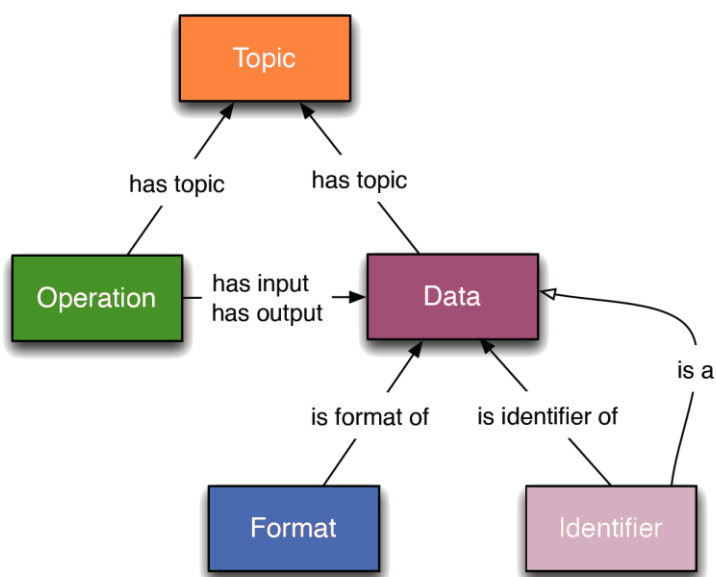 Topic
has topic
has topic
Operation
has input
has output
Data
is a
is format of
is identifier of
Format
Identifier